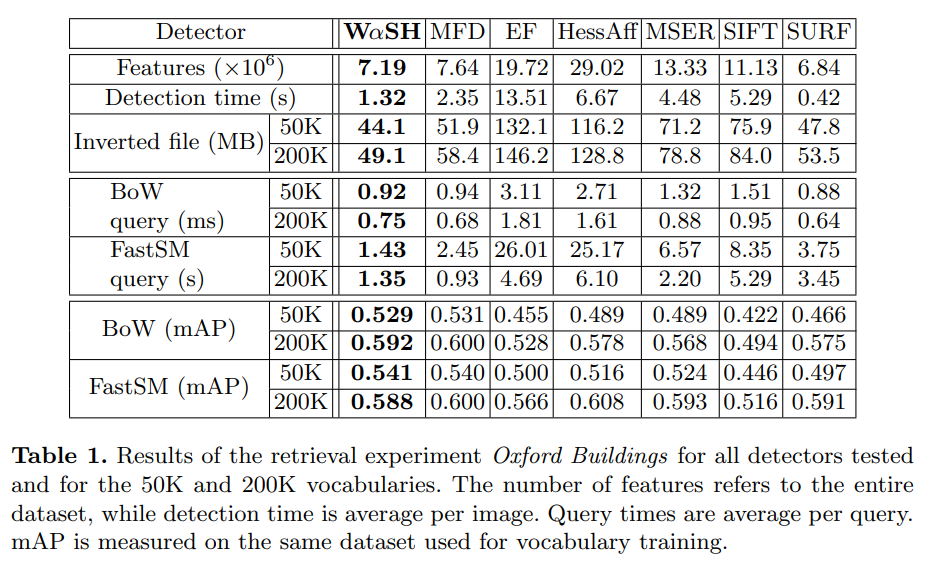 Detector WαSH MFD EF HessAff MSER SIFT SURF
Features (×10⁶) 7.19 7.64 19.72 29.02 13.33 11.13 6.84
Detection time (s) 1.32 2.35 13.51 6.67 4.48 5.29 0.42
Inverted file (MB) 50K 44.1 51.9 132.1 116.2 71.2 75.9 47.8
200K 49.1 58.4 146.2 128.8 78.8 84.0 53.5
BoW 50K 0.92 0.94 3.11 2.71 1.32 1.51 0.88
query (ms) 200K 0.75 0.68 1.81 1.61 0.88 0.95 0.64
FastSM 50K 1.43 2.45 26.01 25.17 6.57 8.35 3.75
query (s) 200K 1.35 0.93 4.69 6.10 2.20 5.29 3.45
BoW (mAP) 50K 0.529 0.531 0.455 0.489 0.489 0.422 0.466
200K 0.592 0.600 0.528 0.578 0.568 0.494 0.575
FastSM (mAP) 50K 0.541 0.540 0.500 0.516 0.524 0.446 0.497
200K 0.588 0.600 0.566 0.608 0.593 0.516 0.591
Table 1. Results of the retrieval experiment Oxford Buildings for all detectors tested
and for the 50K and 200K vocabularies. The number of features refers to the entire
dataset, while detection time is average per image. Query times are average per query.
mAP is measured on the same dataset used for vocabulary training.